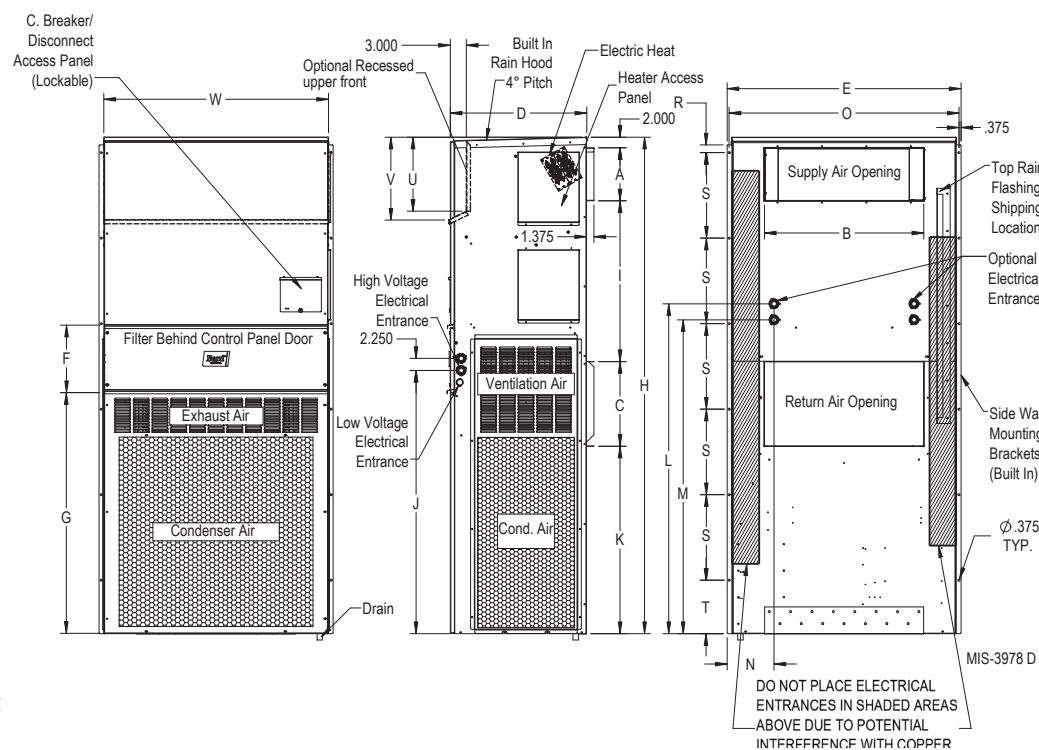 C. Breaker/
Disconnect
Access Panel
(Lockable)
W
F
G
Filter Behind Control Panel Door
Bard
Exhaust Air
Condenser Air
Drain
3.000
Optional Recessed
upper front
Built In
Rain Hood
4° Pitch
Electric Heat
Heater Access
Panel
D
2.000
V
U
A
1.375
I
High Voltage
Electrical
Entrance
2.250
Low Voltage
Electrical
Entrance
Ventilation Air
Cond. Air
C
H
J
K
R
E
O
.375
Supply Air Opening
B
S
S
S
S
S
T
Top Rain
Flashing
Shipping
Location
Optional
Electrical
Entrance
Return Air Opening
L
M
N
Side Wa
Mounting
Brackets
(Built In)
Ø .375
TYP.
MIS-3978 D
DO NOT PLACE ELECTRICAL
ENTRANCES IN SHADED AREAS
ABOVE DUE TO POTENTIAL
INTERFERENCE WITH COPPER